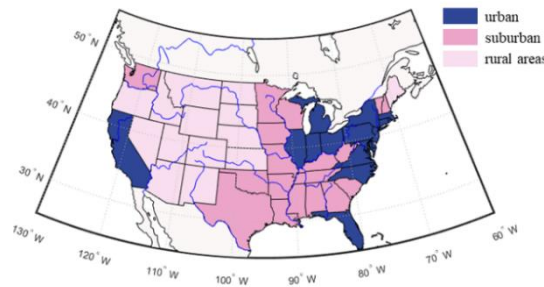 urban
suburban
rural areas
50° N
40° N
30° N
130° W
120° W
110° W
100° W
90° W
80° W
70° W
60° W